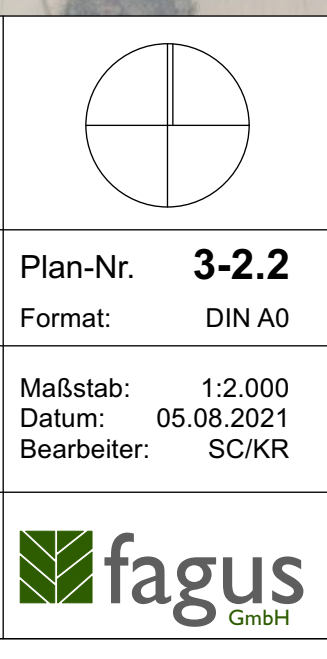 Plan-Nr. 3-2.2
Format: DIN A0
Maßstab: 1:2.000
Datum: 05.08.2021
Bearbeiter: SC/KR
fagus
GmbH